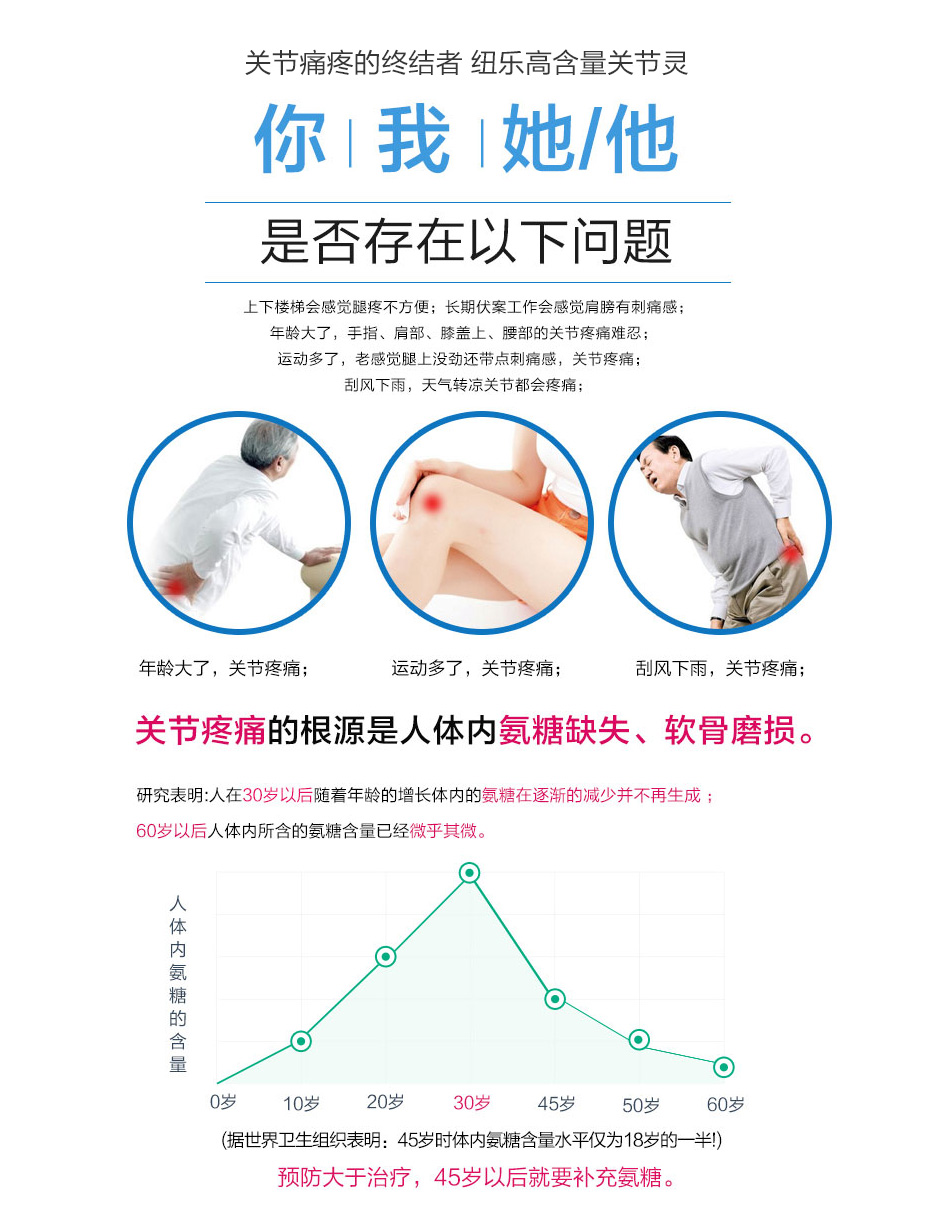 关节痛疼的终结者 纽乐高含量关节灵
你 | 我 | 她/他
是否存在以下问题
上下楼梯会感觉腿疼不方便；长期伏案工作会感觉肩膀有刺痛感；
年龄大了，手指、肩部、膝盖上、腰部的关节疼痛难忍；
运动多了，老感觉腿上没劲还带点刺痛感，关节疼痛；
刮风下雨，天气转凉关节都会疼痛；
年龄大了，关节疼痛；
运动多了，关节疼痛；
刮风下雨，关节疼痛；
关节疼痛的根源是人体内氨糖缺失、软骨磨损。
研究表明:人在30岁以后随着年龄的增长体内的氨糖在逐渐的减少并不再生成；
60岁以后人体内所含的氨糖含量已经微乎其微。
人体内氨糖的含量
0岁 10岁 20岁 30岁 45岁 50岁 60岁
(据世界卫生组织表明：45岁时体内氨糖含量水平仅为18岁的一半!)
预防大于治疗，45岁以后就要补充氨糖。